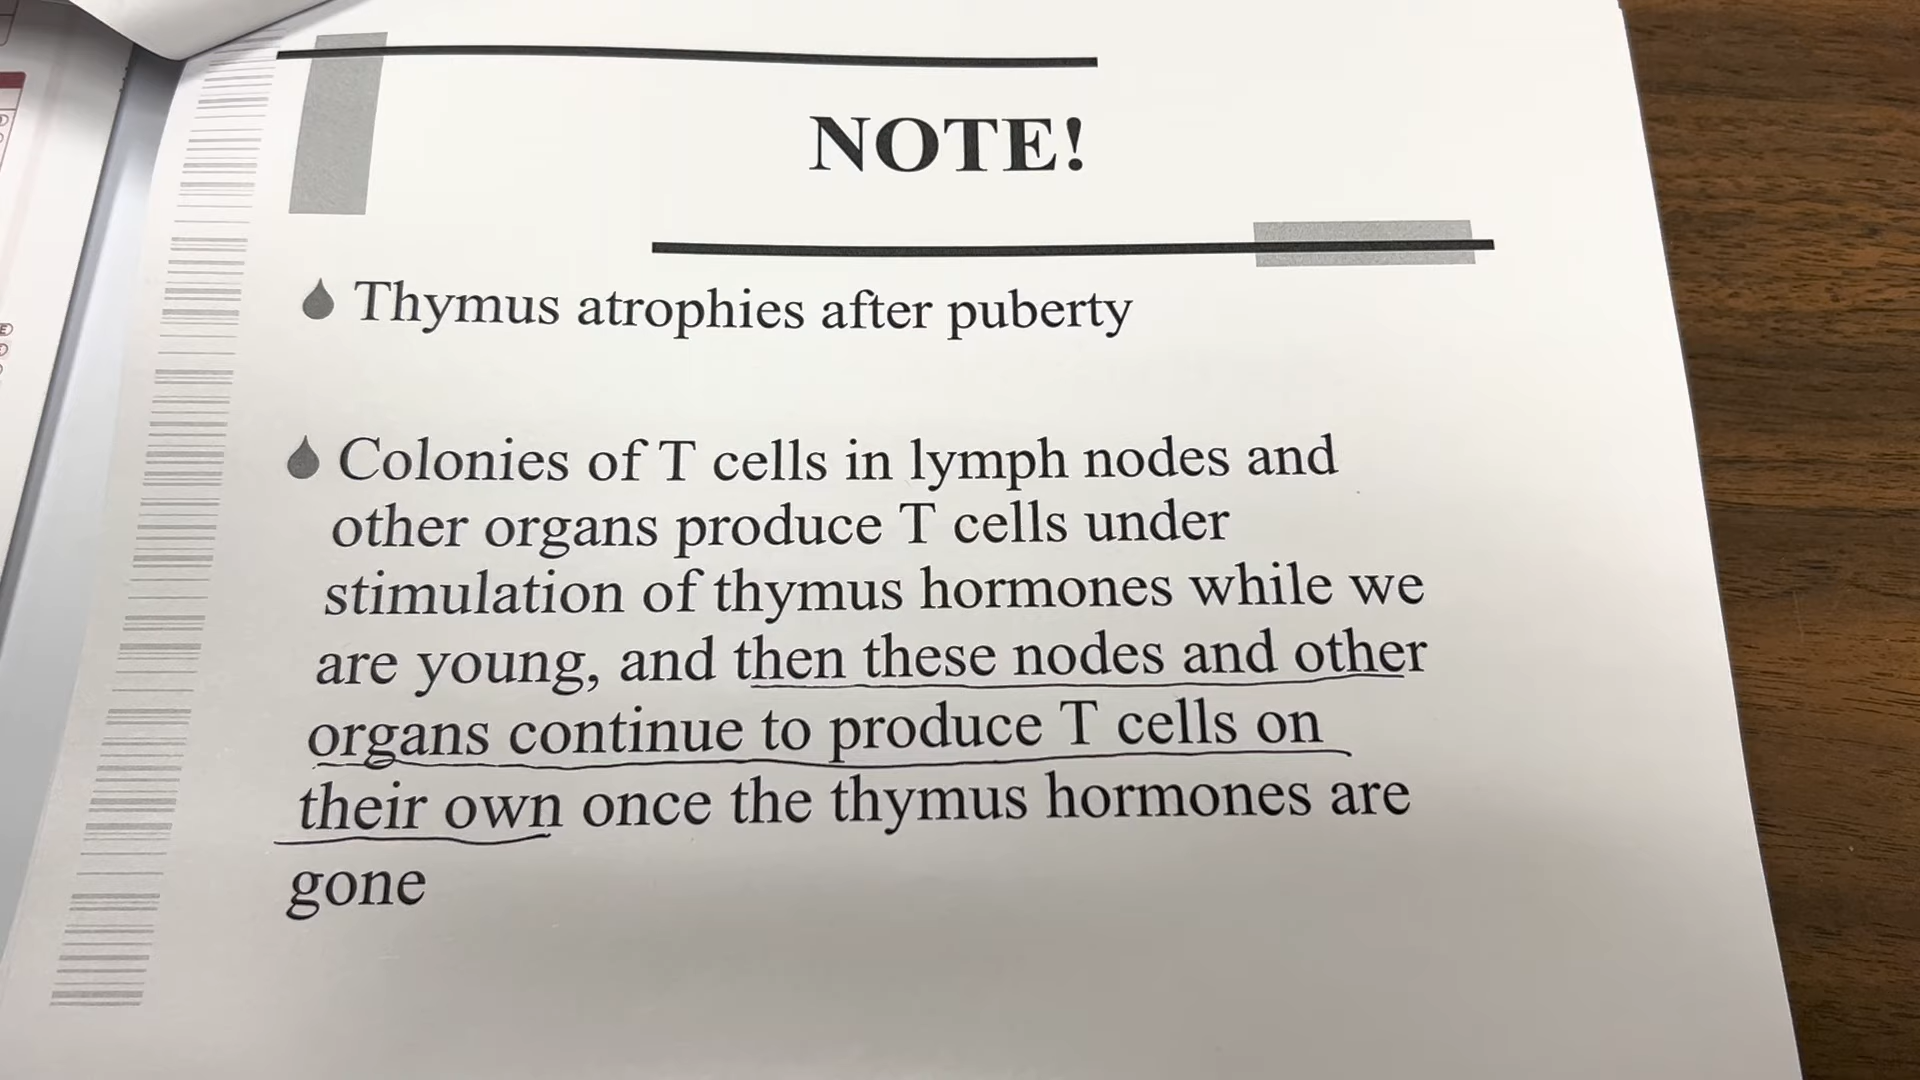 NOTE!
Thymus atrophies after puberty
Colonies of T cells in lymph nodes and
other organs produce T cells under
stimulation of thymus hormones while we
are young, and then these nodes and other
organs continue to produce T cells on
their own once the thymus hormones are
gone